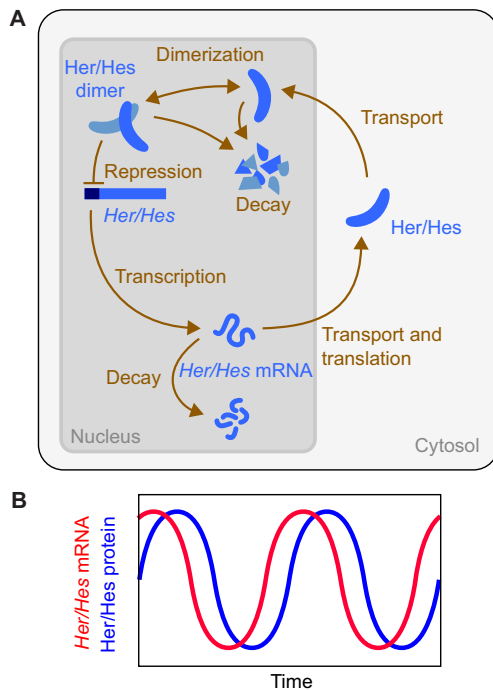 A
Dimerization
Her/Hes
dimer
Transport
Repression
Her/Hes
Decay
Her/Hes
Transcription
Transport and
translation
Her/Hes mRNA
Decay
Nucleus
Cytosol
B
Her/Hes mRNA
Her/Hes protein
Time